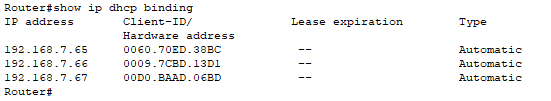 Router#show ip dhcp binding
IP address       Client-ID/              Lease expiration        Type
                 Hardware address
192.168.7.65     0060.70ED.38BC           --                     Automatic
192.168.7.66     0009.7CBD.13D1           --                     Automatic
192.168.7.67     00D0.BAAD.06BD           --                     Automatic
Router#